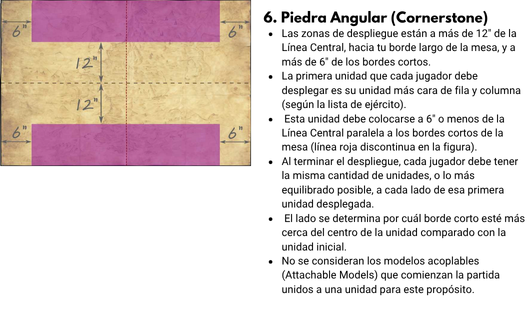 6"
6"
12"
12"
6"
6"
6. Piedra Angular (Cornerstone)
• Las zonas de despliegue están a más de 12" de la
Línea Central, hacia tu borde largo de la mesa, y a
más de 6" de los bordes cortos.
• La primera unidad que cada jugador debe
desplegar es su unidad más cara de fila y columna
(según la lista de ejército).
• Esta unidad debe colocarse a 6" o menos de la
Línea Central paralela a los bordes cortos de la
mesa (línea roja discontinua en la figura).
• Al terminar el despliegue, cada jugador debe tener
la misma cantidad de unidades, o lo más
equilibrado posible, a cada lado de esa primera
unidad desplegada.
• El lado se determina por cuál borde corto esté más
cerca del centro de la unidad comparado con la
unidad inicial.
• No se consideran los modelos acoplables
(Attachable Models) que comienzan la partida
unidos a una unidad para este propósito.